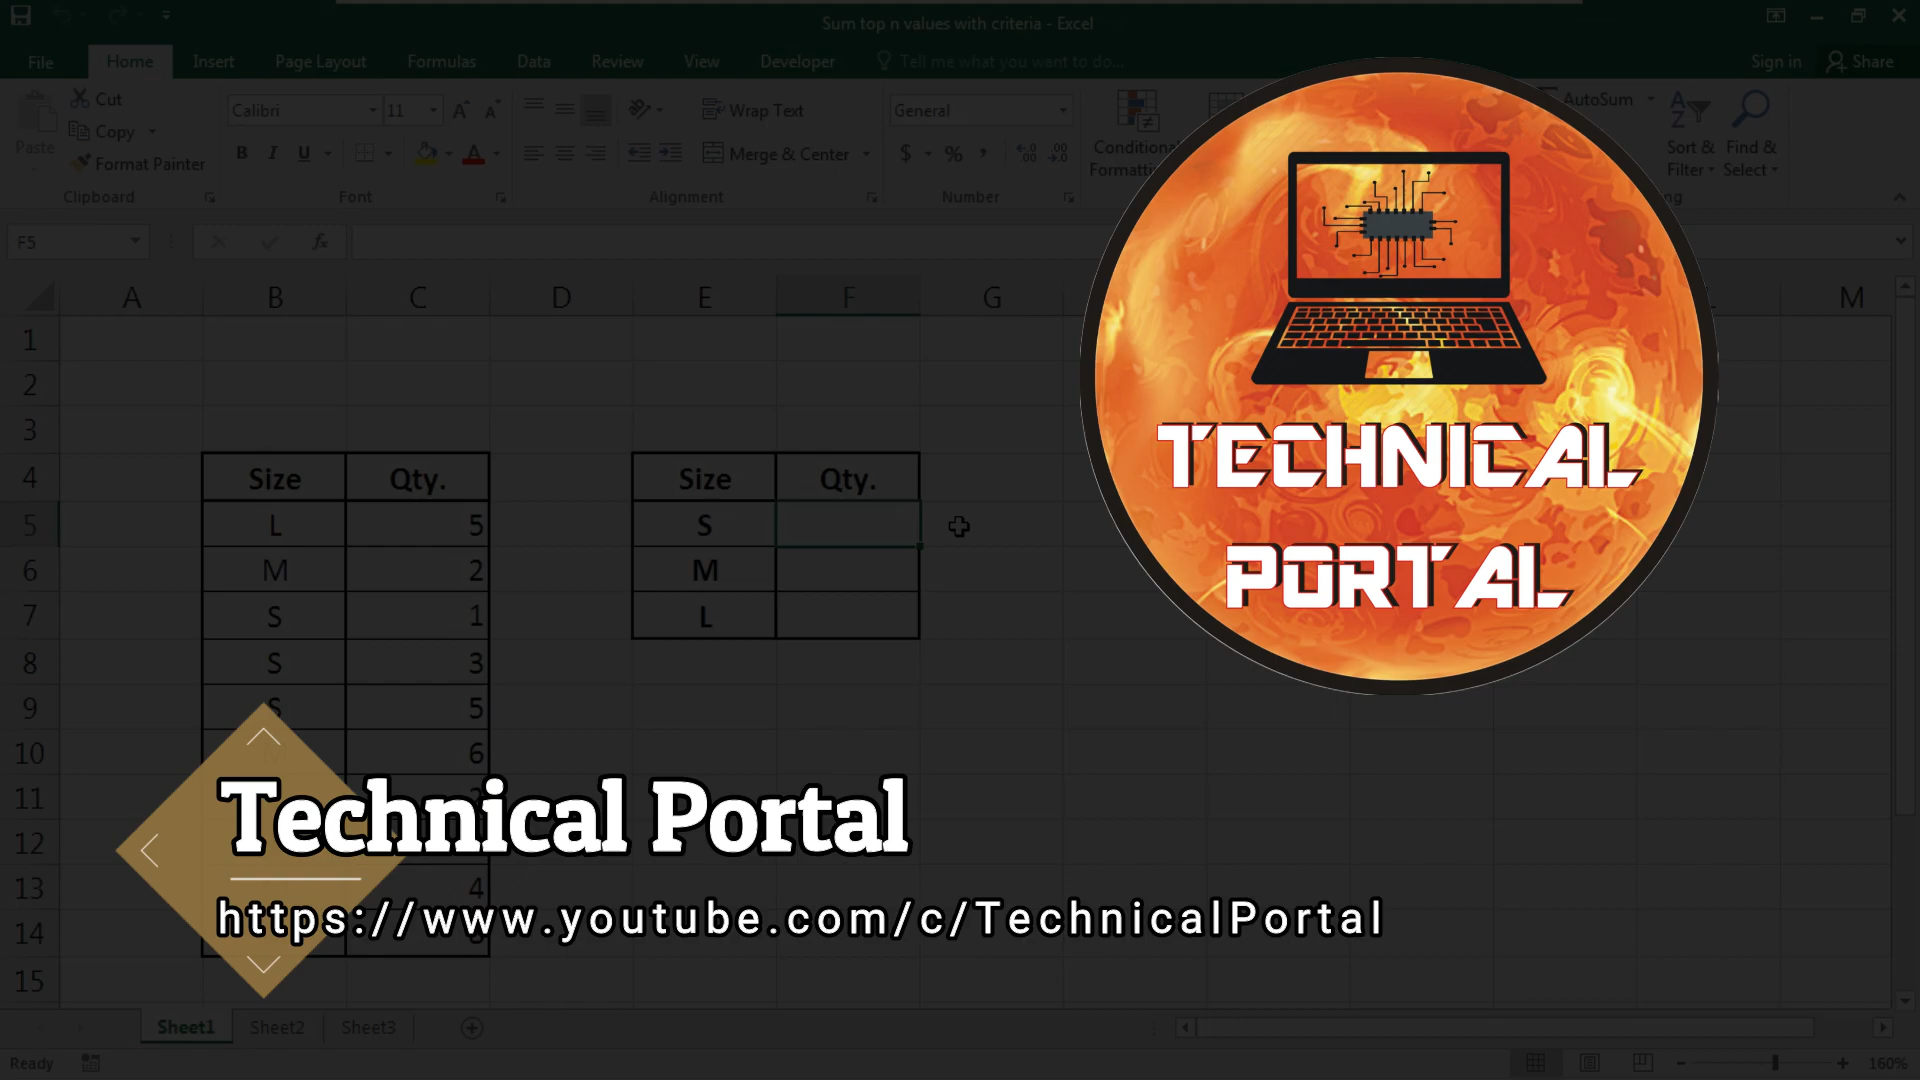 Sum top n values with criteria - Excel
File Home Insert Page Layout Formulas Data Review View Developer Tell me what you want to do... Sign in Share
Cut
Copy
Format Painter
Paste
Clipboard
Calibri 11
B I U
Font
Wrap Text
Merge & Center
Alignment
General
$ % ,
Number
Conditional
Formatting
AutoSum
Sort & Filter
Find & Select
F5
fx
A B C D E F G M
1
2
3
4 Size Qty. Size Qty.
5 L 5 S
6 M 2 M
7 S 1 L
8 S 3
9 S 5
10 6
11
12
13 4
14
15
TECHNICAL
PORTAL
Technical Portal
https://www.youtube.com/c/TechnicalPortal
Sheet1 Sheet2 Sheet3
Ready 160%